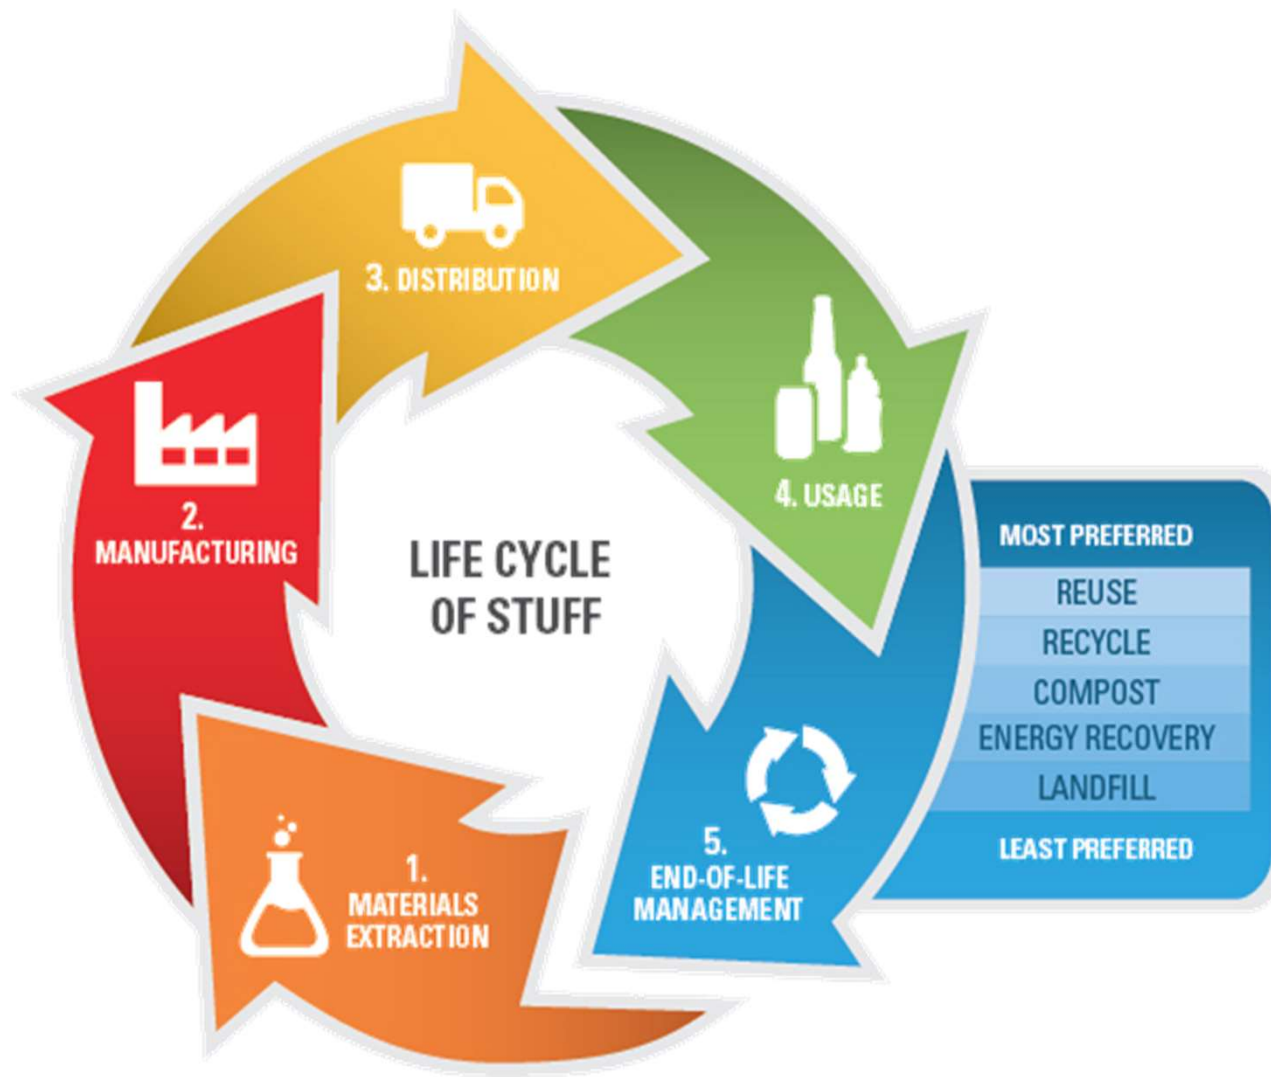 LIFE CYCLE
OF STUFF
1.
MATERIALS
EXTRACTION
2.
MANUFACTURING
3. DISTRIBUTION
4. USAGE
5.
END-OF-LIFE
MANAGEMENT
MOST PREFERRED
REUSE
RECYCLE
COMPOST
ENERGY RECOVERY
LANDFILL
LEAST PREFERRED